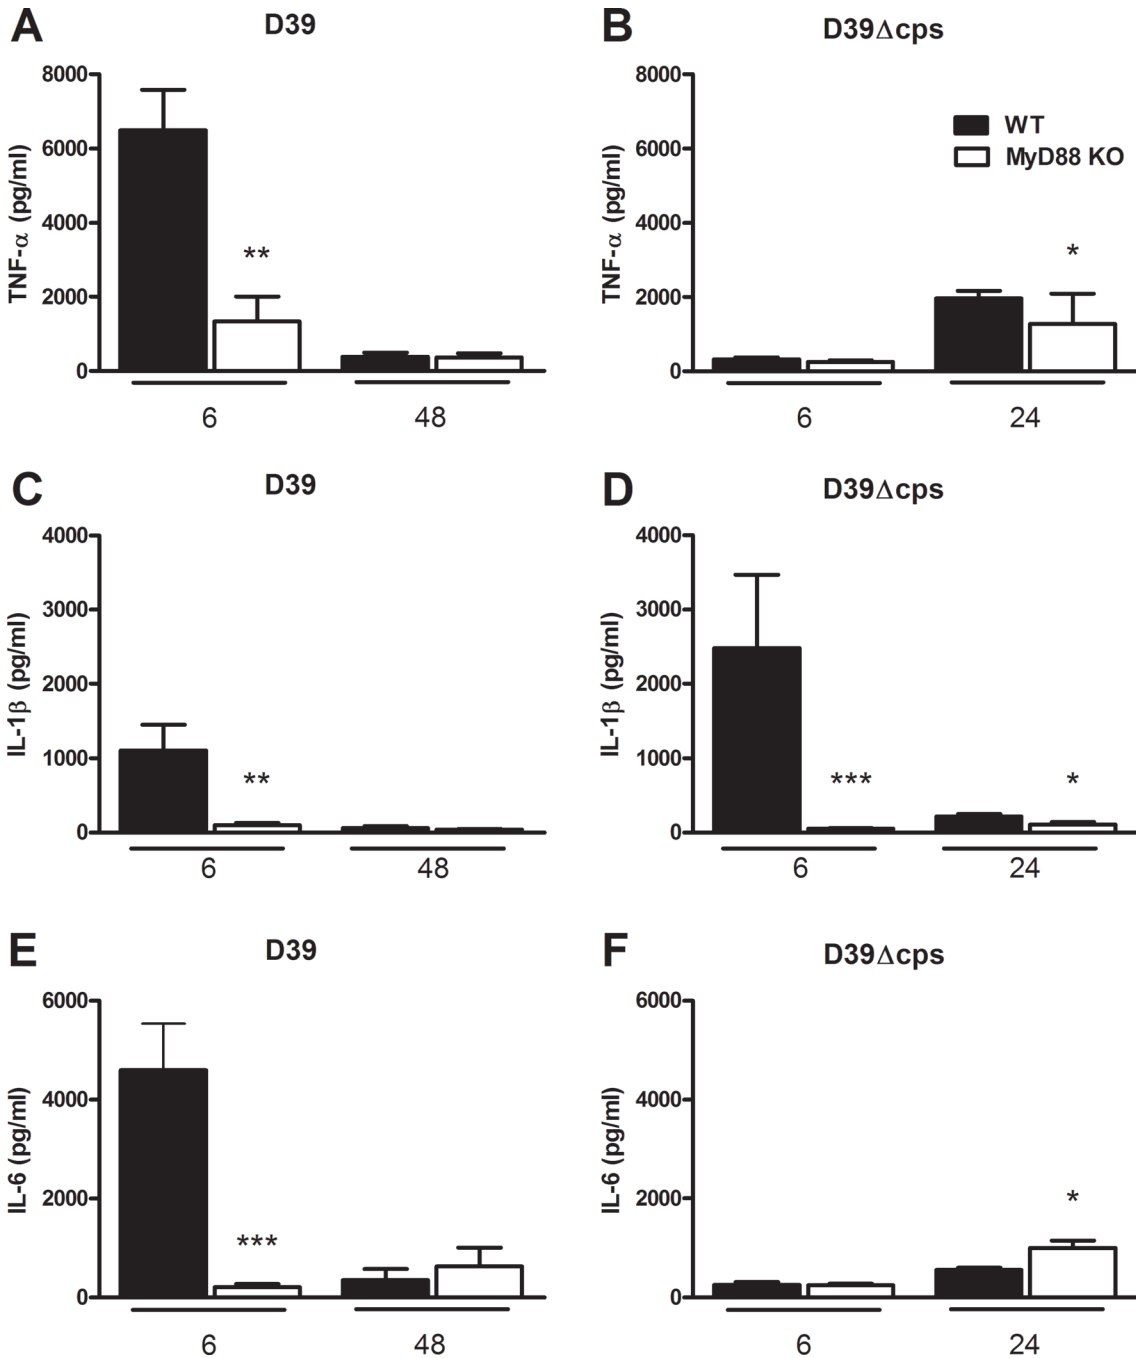 A
D39
TNF-α (pg/ml)
8000
6000
4000
2000
0
**
6
48
B
D39Δcps
TNF-α (pg/ml)
8000
6000
4000
2000
0
WT
MyD88 KO
*
6
24
C
D39
IL-1β (pg/ml)
4000
3000
2000
1000
0
**
6
48
D
D39Δcps
IL-1β (pg/ml)
4000
3000
2000
1000
0
***
*
6
24
E
D39
IL-6 (pg/ml)
6000
4000
2000
0
***
6
48
F
D39Δcps
IL-6 (pg/ml)
6000
4000
2000
0
*
6
24